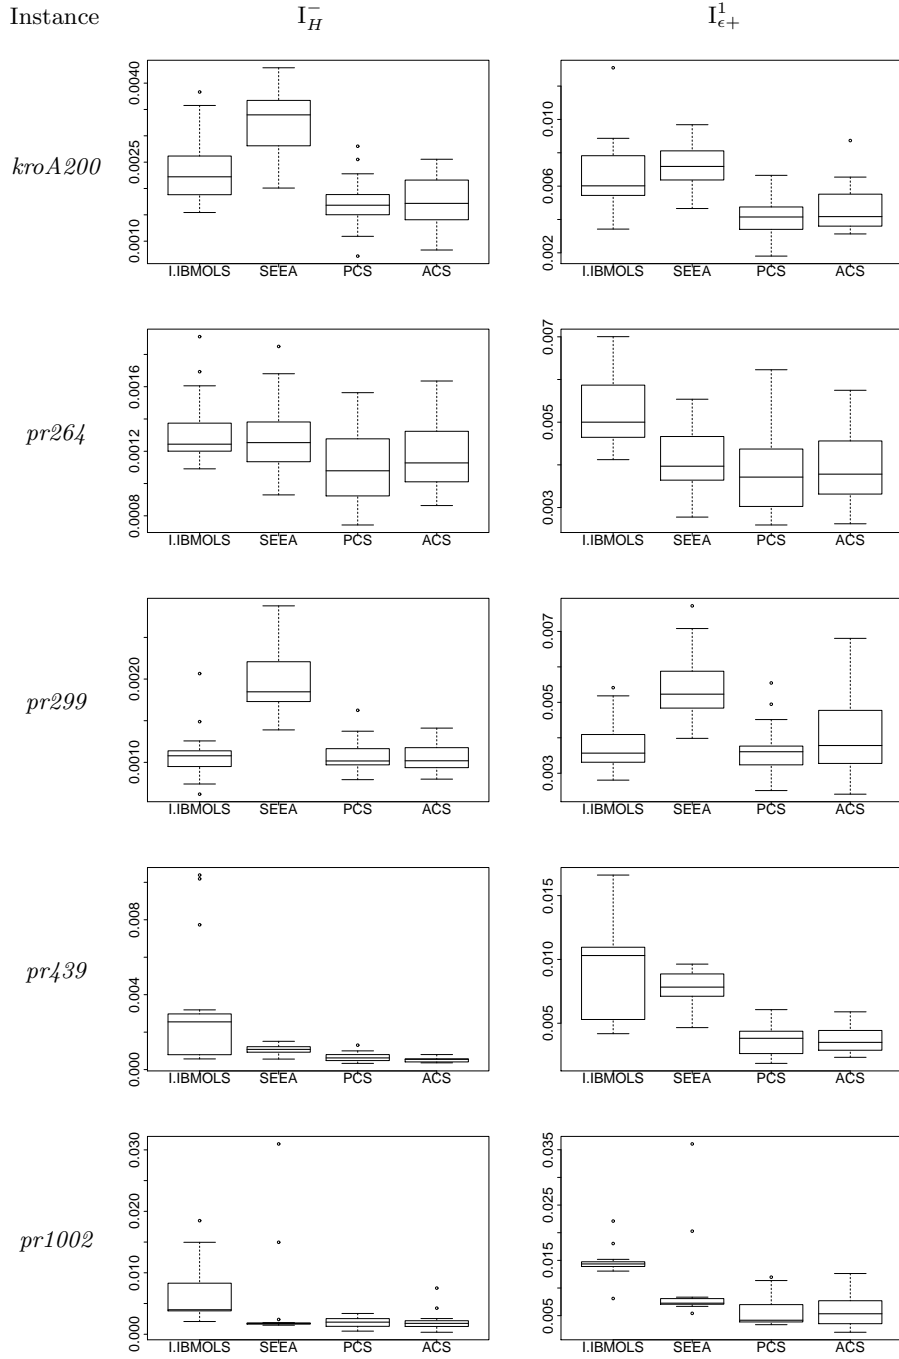 Instance I⁻_H I¹_ϵ+
kroA200
0.0010 0.0025 0.0040
I.IBMOLS SEEA PCS ACS
0.002 0.006 0.010
I.IBMOLS SEEA PCS ACS
pr264
0.0008 0.0012 0.0016
I.IBMOLS SEEA PCS ACS
0.003 0.005 0.007
I.IBMOLS SEEA PCS ACS
pr299
0.0010 0.0020
I.IBMOLS SEEA PCS ACS
0.003 0.005 0.007
I.IBMOLS SEEA PCS ACS
pr439
0.000 0.004 0.008
I.IBMOLS SEEA PCS ACS
0.005 0.010 0.015
I.IBMOLS SEEA PCS ACS
pr1002
0.000 0.010 0.020 0.030
I.IBMOLS SEEA PCS ACS
0.005 0.015 0.025 0.035
I.IBMOLS SEEA PCS ACS